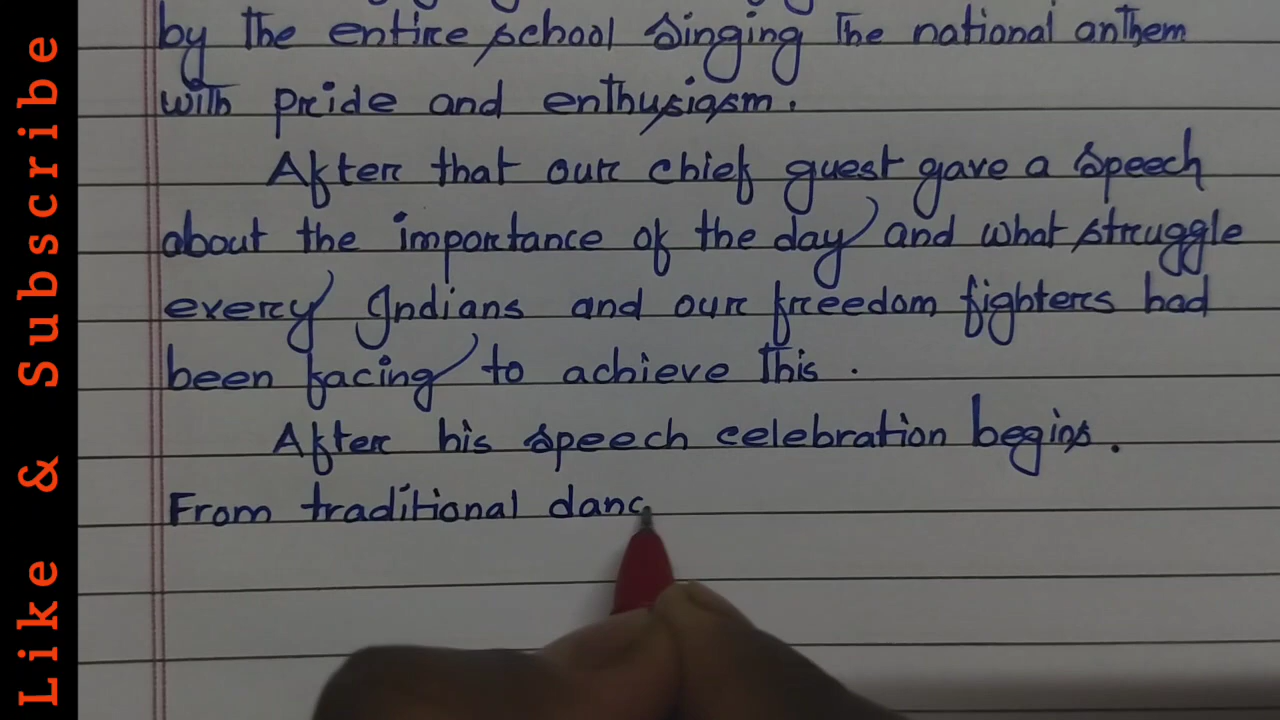 by the entire school singing the national anthem
with pride and enthusiasm.
After that our chief guest gave a speech
about the importance of the day and what struggle
every Indians and our freedom fighters had
been facing to achieve this.
After his speech celebration begins.
From traditional danc
Like & Subscribe